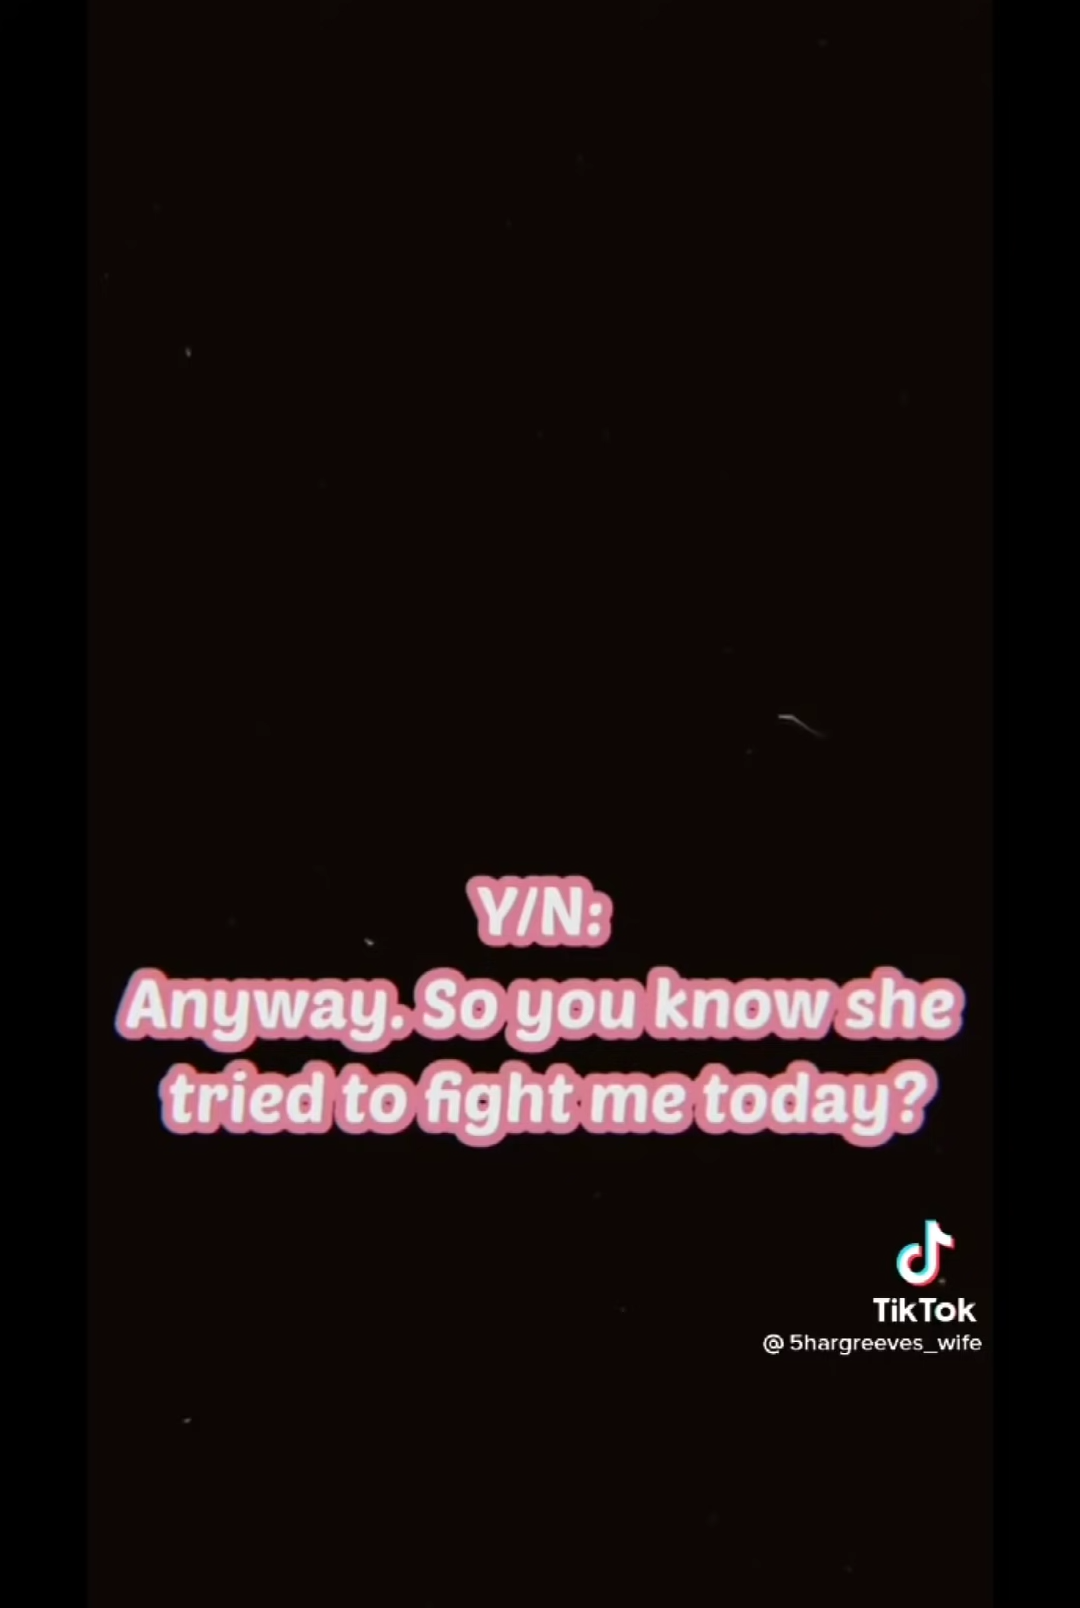 Y/N:
Anyway. So you know she
tried to fight me today?
TikTok
@5hargreeves_wife